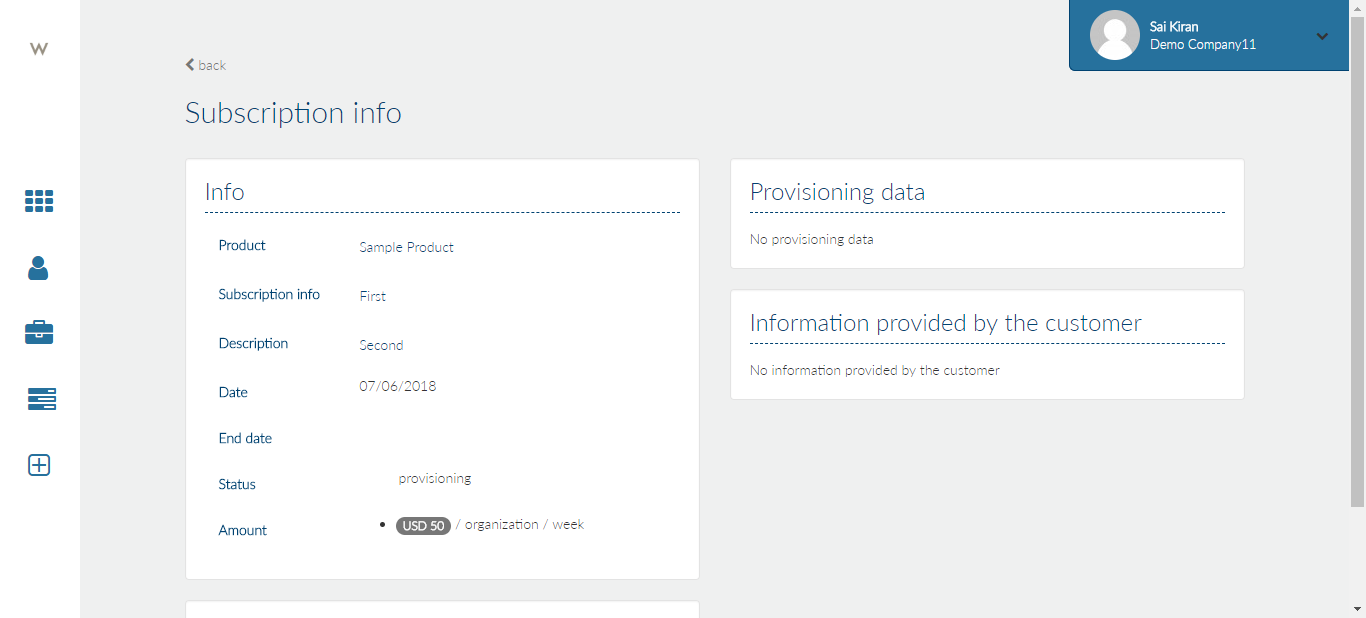 W
Sai Kiran
Demo Company11
back
Subscription info
Info
Product Sample Product
Subscription info First
Description Second
Date 07/06/2018
End date
Status provisioning
Amount USD 50 / organization / week
Provisioning data
No provisioning data
Information provided by the customer
No information provided by the customer